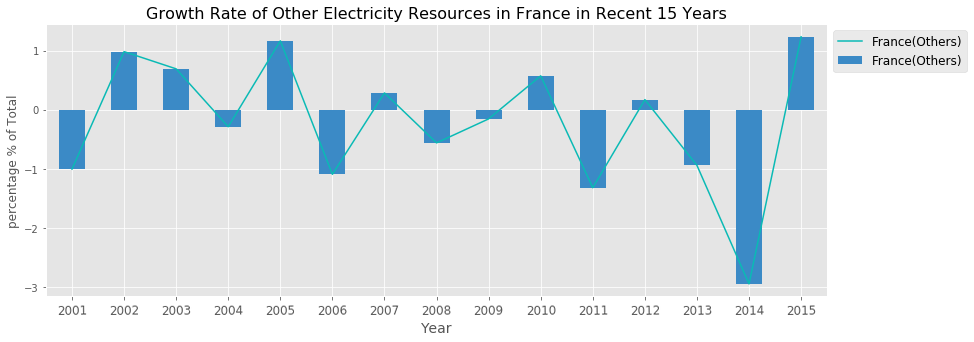 Growth Rate of Other Electricity Resources in France in Recent 15 Years
France(Others)
France(Others)
percentage % of Total
1
0
−1
−2
−3
2001 2002 2003 2004 2005 2006 2007 2008 2009 2010 2011 2012 2013 2014 2015
Year